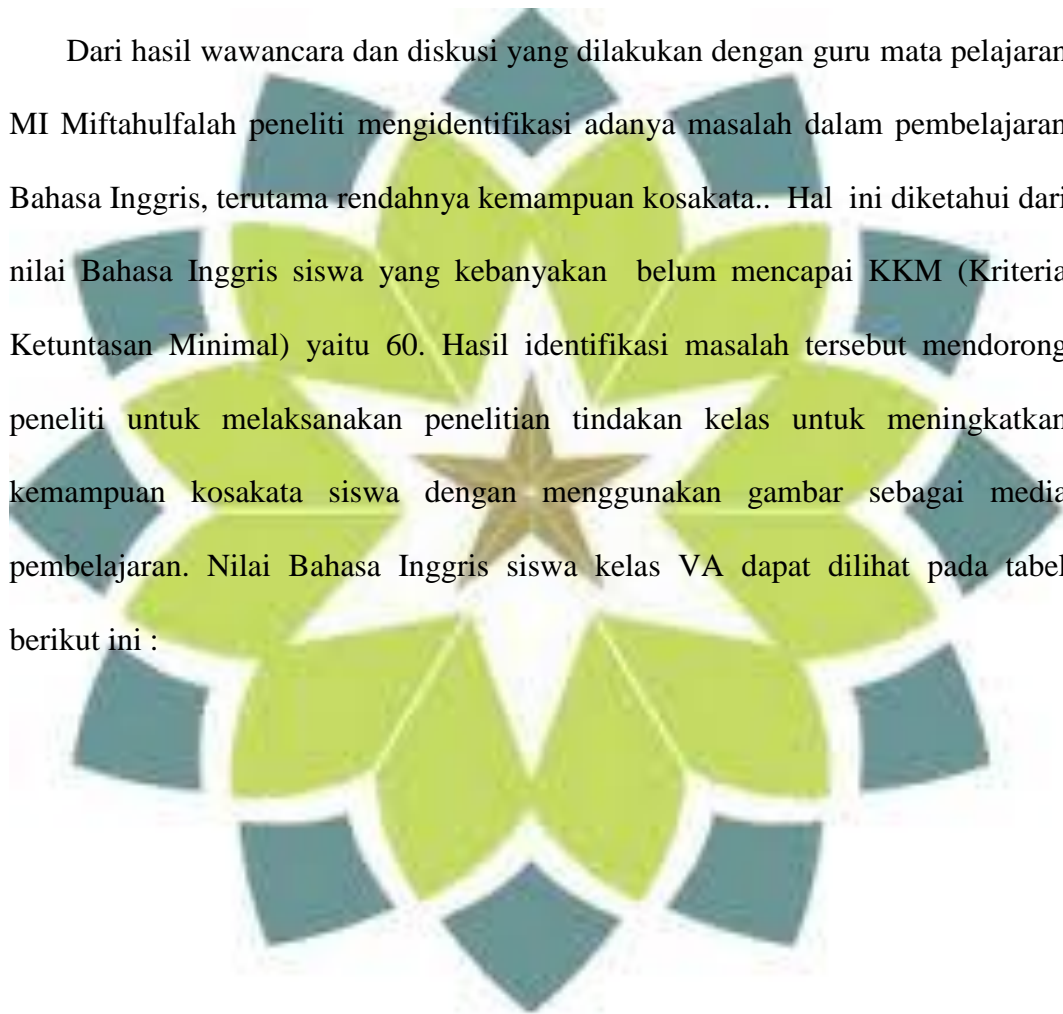 Dari hasil wawancara dan diskusi yang dilakukan dengan guru mata pelajaran
MI Miftahulfalah peneliti mengidentifikasi adanya masalah dalam pembelajaran
Bahasa Inggris, terutama rendahnya kemampuan kosakata.. Hal ini diketahui dari
nilai Bahasa Inggris siswa yang kebanyakan belum mencapai KKM (Kriteria
Ketuntasan Minimal) yaitu 60. Hasil identifikasi masalah tersebut mendorong
peneliti untuk melaksanakan penelitian tindakan kelas untuk meningkatkan
kemampuan kosakata siswa dengan menggunakan gambar sebagai media
pembelajaran. Nilai Bahasa Inggris siswa kelas VA dapat dilihat pada tabel
berikut ini :